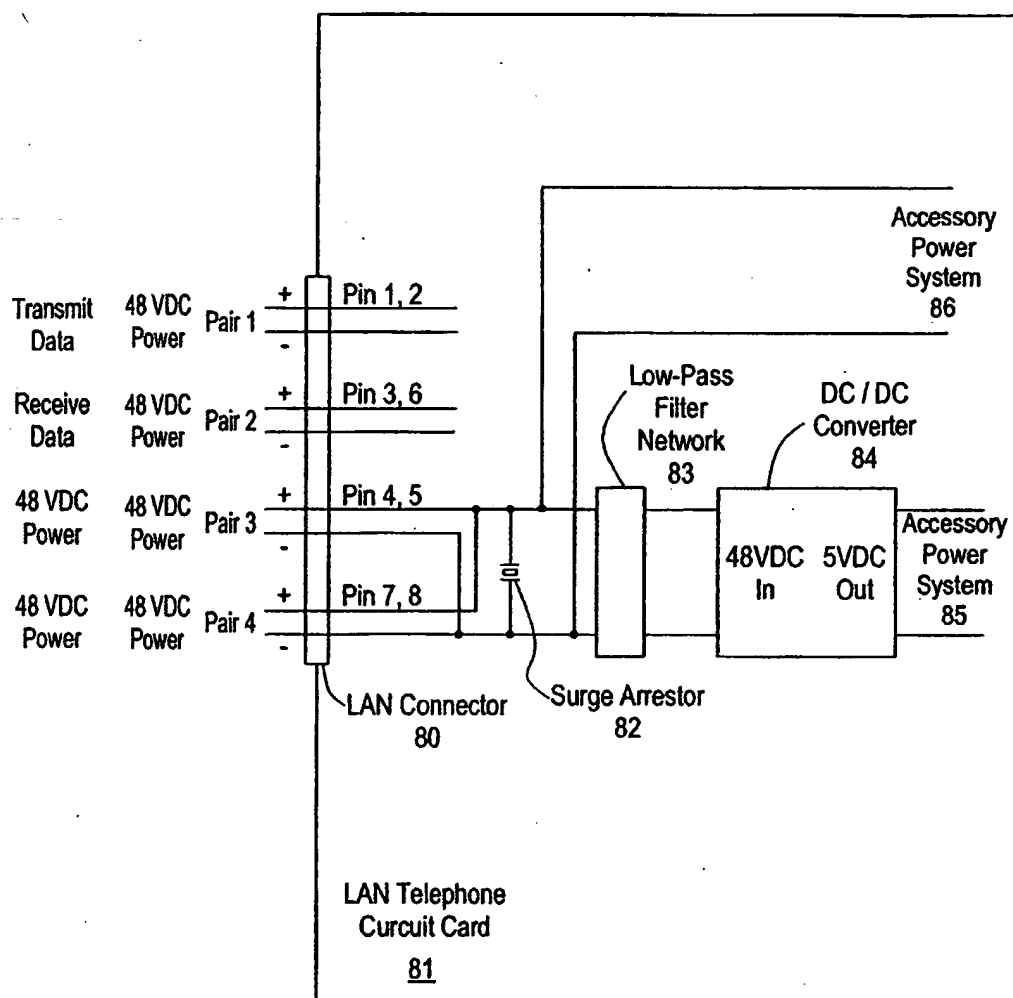 Accessory
Power
System
86
Transmit
Data
48 VDC
Power
Pair 1
+
-
Pin 1, 2
Receive
Data
48 VDC
Power
Pair 2
+
-
Pin 3, 6
Low-Pass
Filter
Network
83
DC / DC
Converter
84
48 VDC
Power
48 VDC
Power
Pair 3
+
-
Pin 4, 5
48 VDC
Power
48 VDC
Power
Pair 4
+
-
Pin 7, 8
48VDC
In
5VDC
Out
Accessory
Power
System
85
LAN Connector
80
Surge Arrestor
82
LAN Telephone
Curcuit Card
81